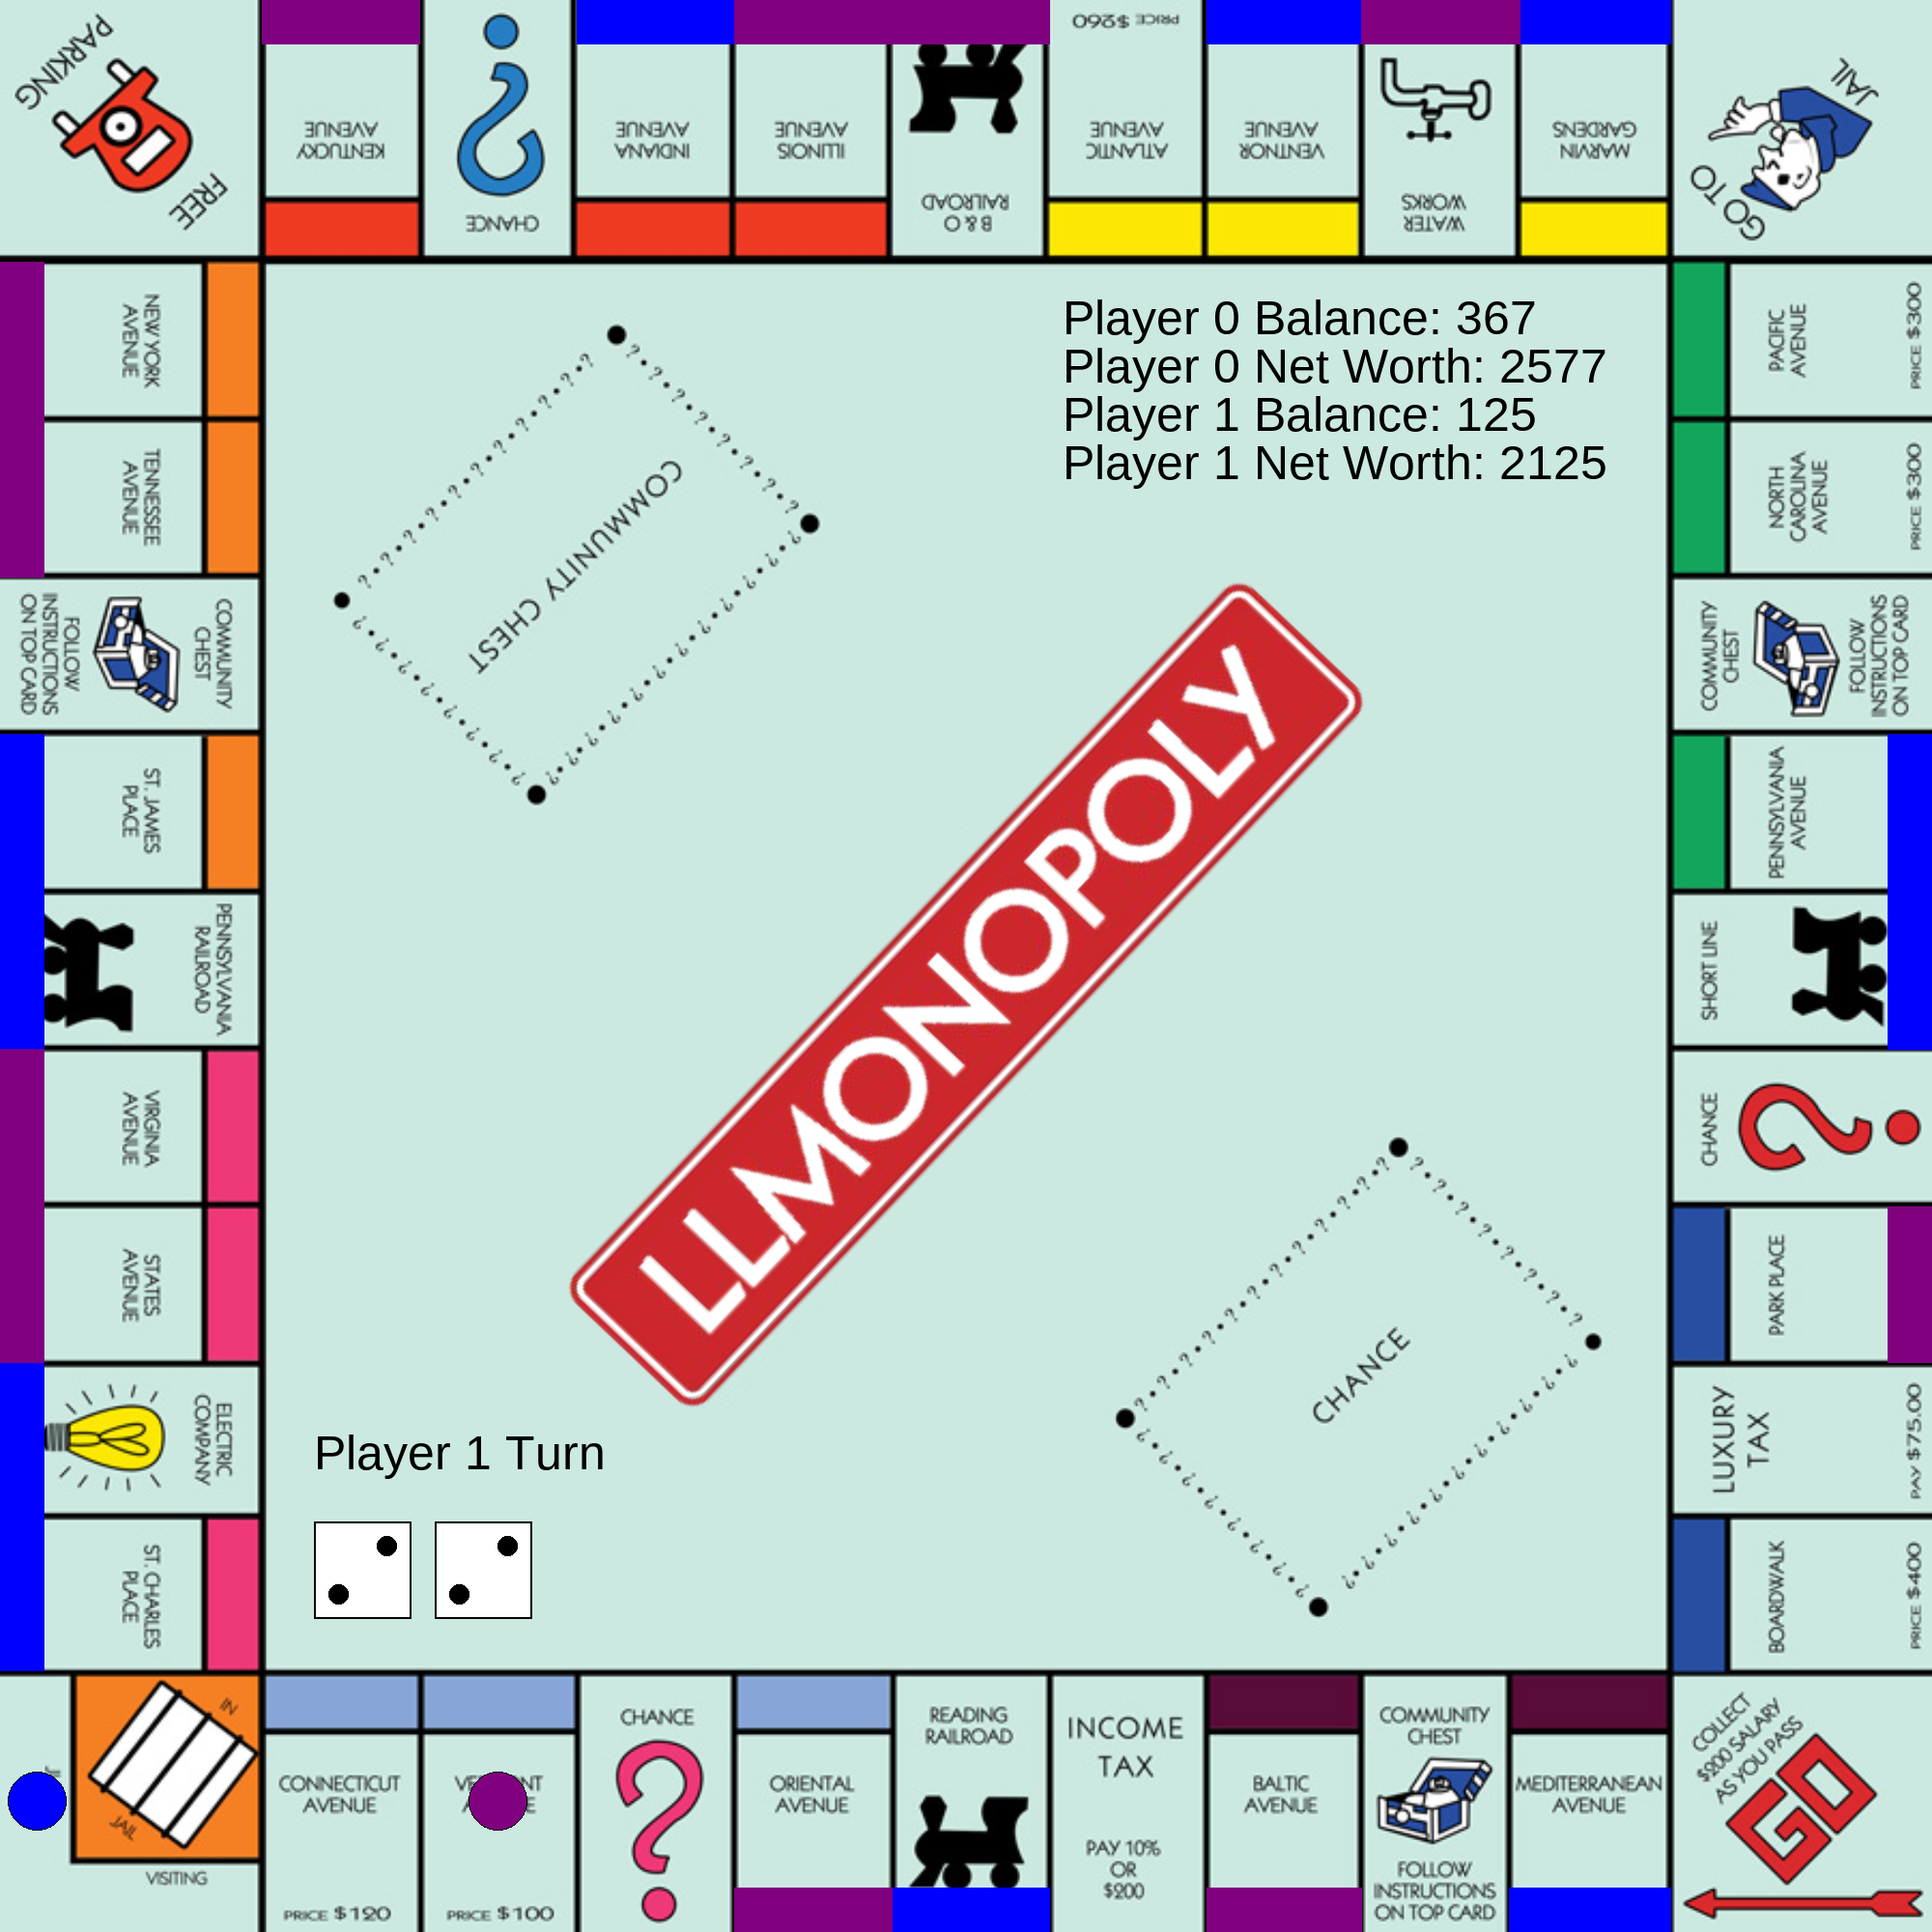 PARKING
FREE
KENTUCKY
AVENUE
CHANCE
INDIANA
AVENUE
ILLINOIS
AVENUE
B & O
RAILROAD
PRICE $260
ATLANTIC
AVENUE
VENTNOR
AVENUE
WATER
WORKS
MARVIN
GARDENS
GO TO
JAIL
NEW YORK
AVENUE
TENNESSEE
AVENUE
COMMUNITY
CHEST
FOLLOW
INSTRUCTIONS
ON TOP CARD
ST. JAMES
PLACE
PENNSYLVANIA
RAILROAD
VIRGINIA
AVENUE
STATES
AVENUE
ELECTRIC
COMPANY
ST. CHARLES
PLACE
Player 0 Balance: 367
Player 0 Net Worth: 2577
Player 1 Balance: 125
Player 1 Net Worth: 2125
COMMUNITY CHEST
LLMONOPOLY
CHANCE
Player 1 Turn
PACIFIC
AVENUE
PRICE $300
NORTH
CAROLINA
AVENUE
PRICE $300
COMMUNITY
CHEST
FOLLOW
INSTRUCTIONS
ON TOP CARD
PENNSYLVANIA
AVENUE
SHORT LINE
CHANCE
PARK PLACE
LUXURY
TAX
PAY $75.00
BOARDWALK
PRICE $400
IN
JAIL
VISITING
CONNECTICUT
AVENUE
PRICE $120
PRICE $100
CHANCE
ORIENTAL
AVENUE
READING
RAILROAD
INCOME
TAX
PAY 10%
OR
$200
BALTIC
AVENUE
COMMUNITY
CHEST
FOLLOW
INSTRUCTIONS
ON TOP CARD
MEDITERRANEAN
AVENUE
COLLECT
$200 SALARY
AS YOU PASS
GO